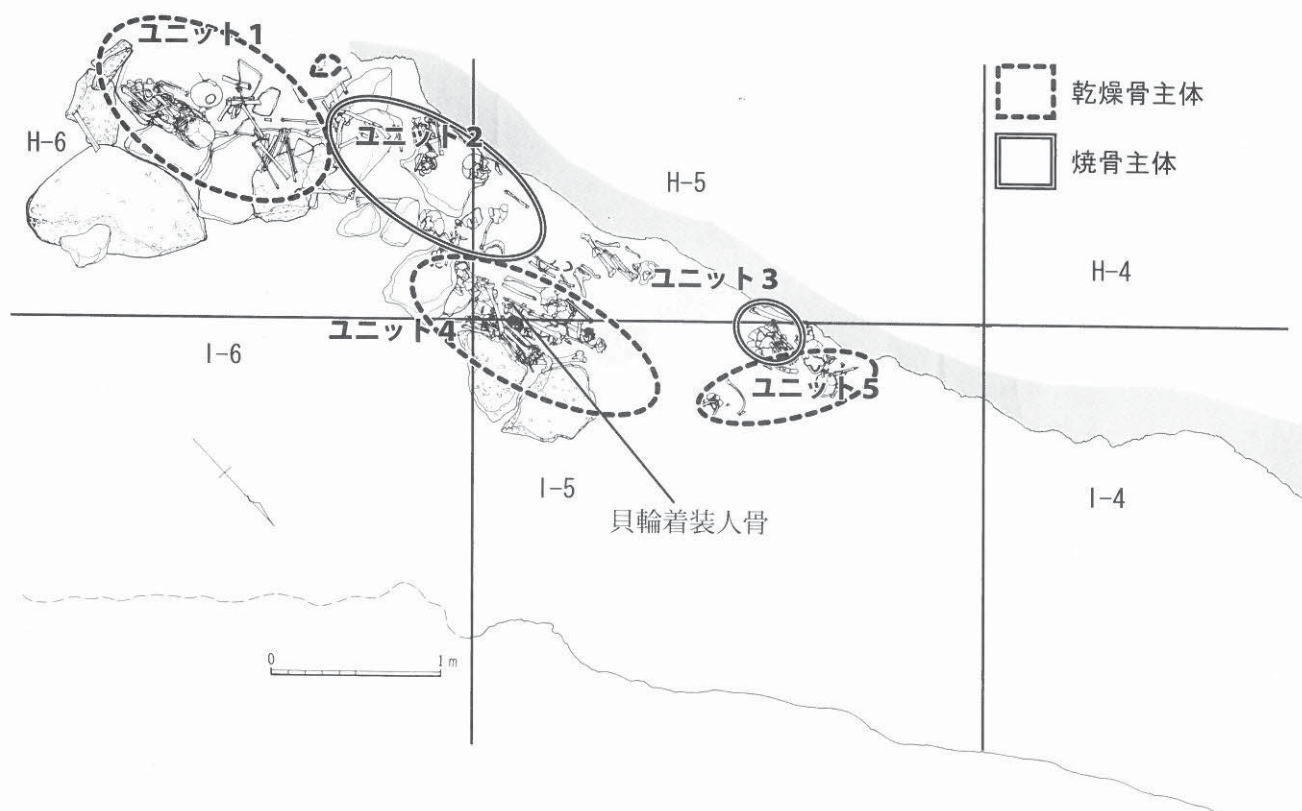 ユニット1
乾燥骨主体
H-6
ユニット2
焼骨主体
H-5
ユニット3
H-4
ユニット4
I-6
ユニット5
I-5
I-4
貝輪着装人骨
0 1m